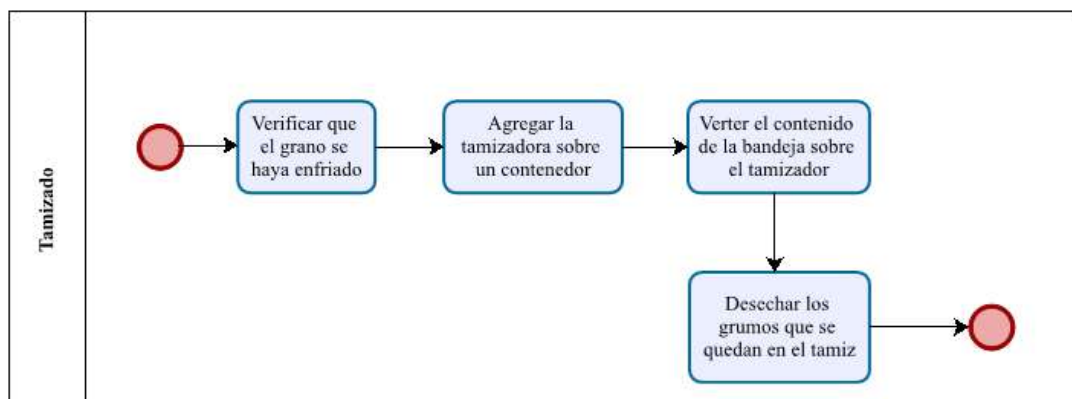 Tamizado
Verificar que
el grano se
haya enfriado
Agregar la
tamizadora sobre
un contenedor
Verter el contenido
de la bandeja sobre
el tamizador
Desechar los
grumos que se
quedan en el tamiz